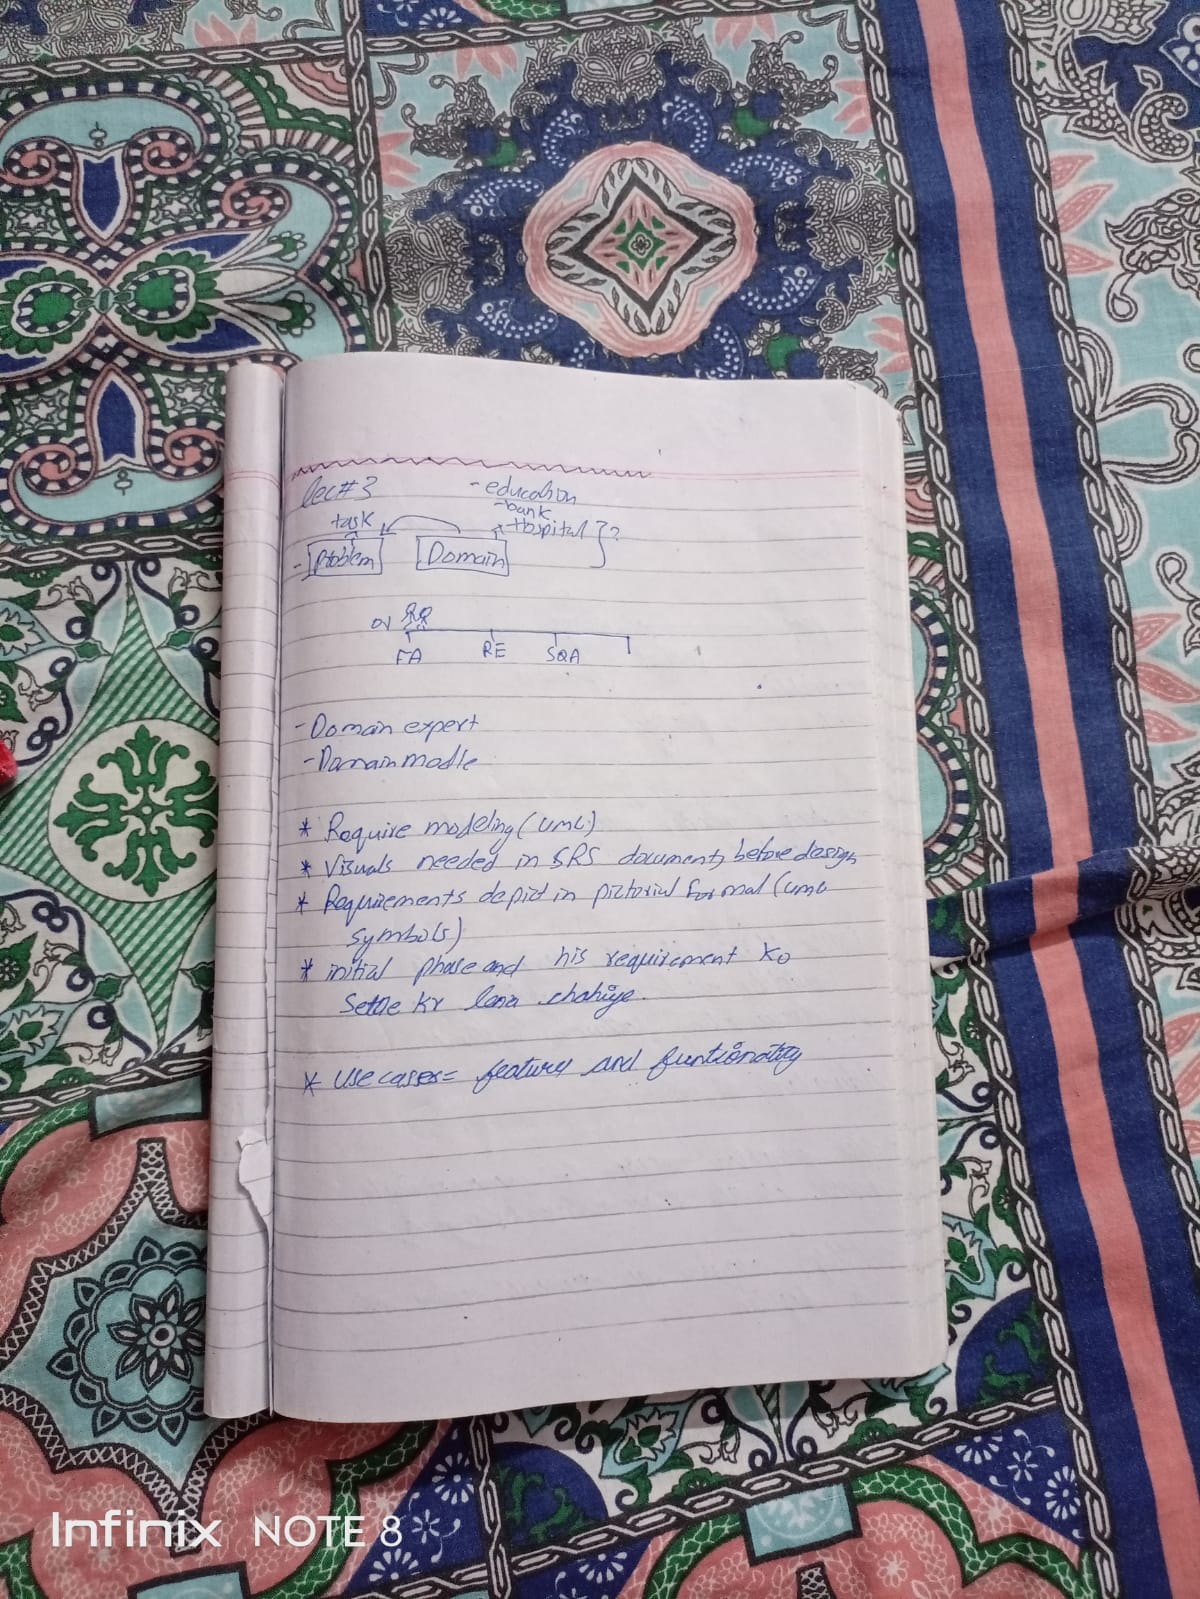 lec# 3
- education
- bank
task
Hospital } ?
- Problem Domain
FA RE SQA
- Domain expert
- Domain modle
* Require modeling (UML)
* Visuals needed in SRS document, before design
* Requirements depict in pictorial formal (UML
symbols)
* initial phase and his requirement ko
Settle kr lena chahiye.
* Use cases = features and funtionality
Infinix NOTE 8